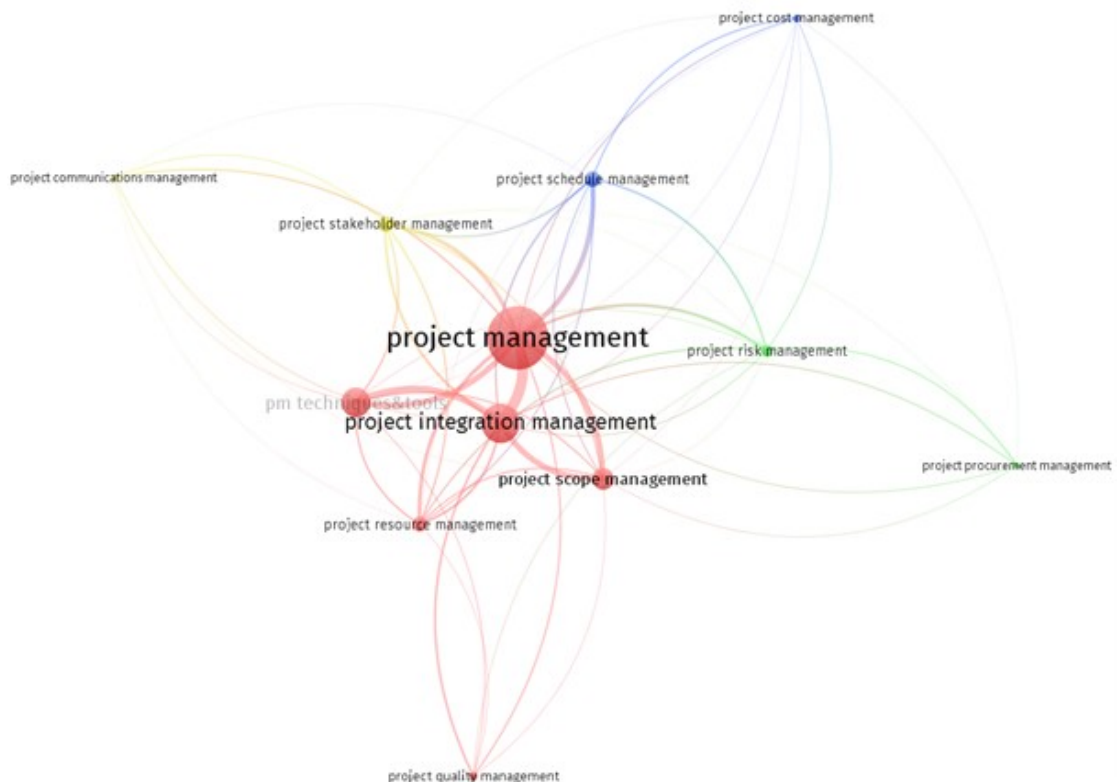 project cost management
project communications management
project schedule management
project stakeholder management
project management
project risk management
pm techniques&tools
project integration management
project procurement management
project scope management
project resource management
project quality management